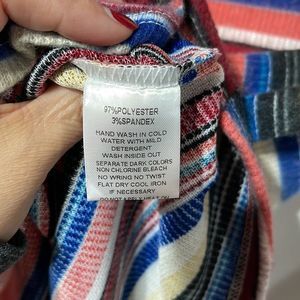 97%POLYESTER
3%SPANDEX
HAND WASH IN COLD
WATER WITH MILD
DETERGENT
WASH INSIDE OUT
SEPARATE DARK COLORS
NON CHLORINE BLEACH
NO WRING NO TWIST
FLAT DRY COOL IRON
IF NECESSARY